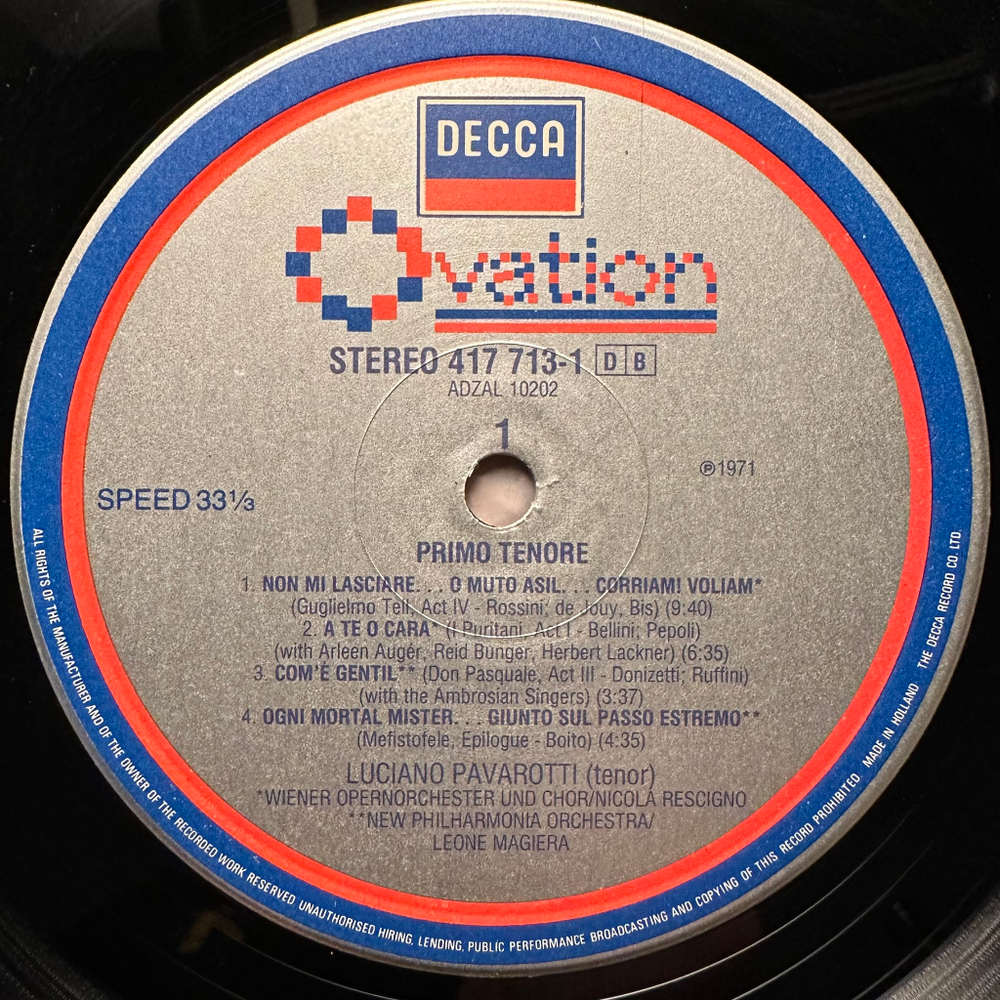 DECCA
Ovation
STEREO 417 713-1 DB
ADZAL 10202
1
℗1971
SPEED 33⅓
PRIMO TENORE
1. NON MI LASCIARE. . . O MUTO ASIL. . . CORRIAM! VOLIAM*
(Guglielmo Tell, Act IV - Rossini; de Jouy, Bis) (9:40)
2. A TE O CARA* (I Puritani, Act I - Bellini; Pepoli)
(with Arleen Auger, Reid Bunger, Herbert Lackner) (6:35)
3. COM'È GENTIL** (Don Pasquale, Act III - Donizetti; Ruffini)
(with the Ambrosian Singers) (3:37)
4. OGNI MORTAL MISTER. . . GIUNTO SUL PASSO ESTREMO**
(Mefistofele, Epilogue - Boito) (4:35)
LUCIANO PAVAROTTI (tenor)
*WIENER OPERNORCHESTER UND CHOR/NICOLA RESCIGNO
**NEW PHILHARMONIA ORCHESTRA/
LEONE MAGIERA
ALL RIGHTS OF THE MANUFACTURER AND OF THE OWNER OF THE RECORDED WORK RESERVED. UNAUTHORISED HIRING, LENDING, PUBLIC PERFORMANCE BROADCASTING AND COPYING OF THIS RECORD PROHIBITED MADE IN HOLLAND THE DECCA RECORD CO. LTD.